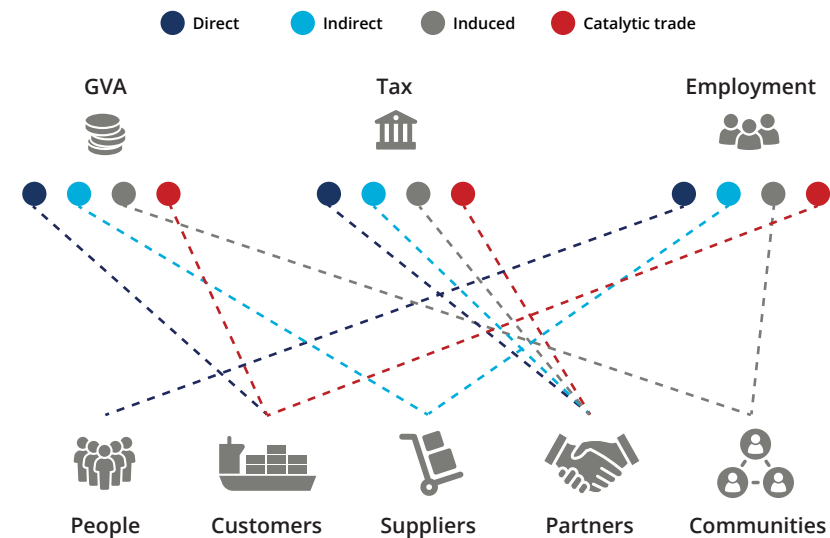 Direct
Indirect
Induced
Catalytic trade
GVA
Tax
Employment
People
Customers
Suppliers
Partners
Communities